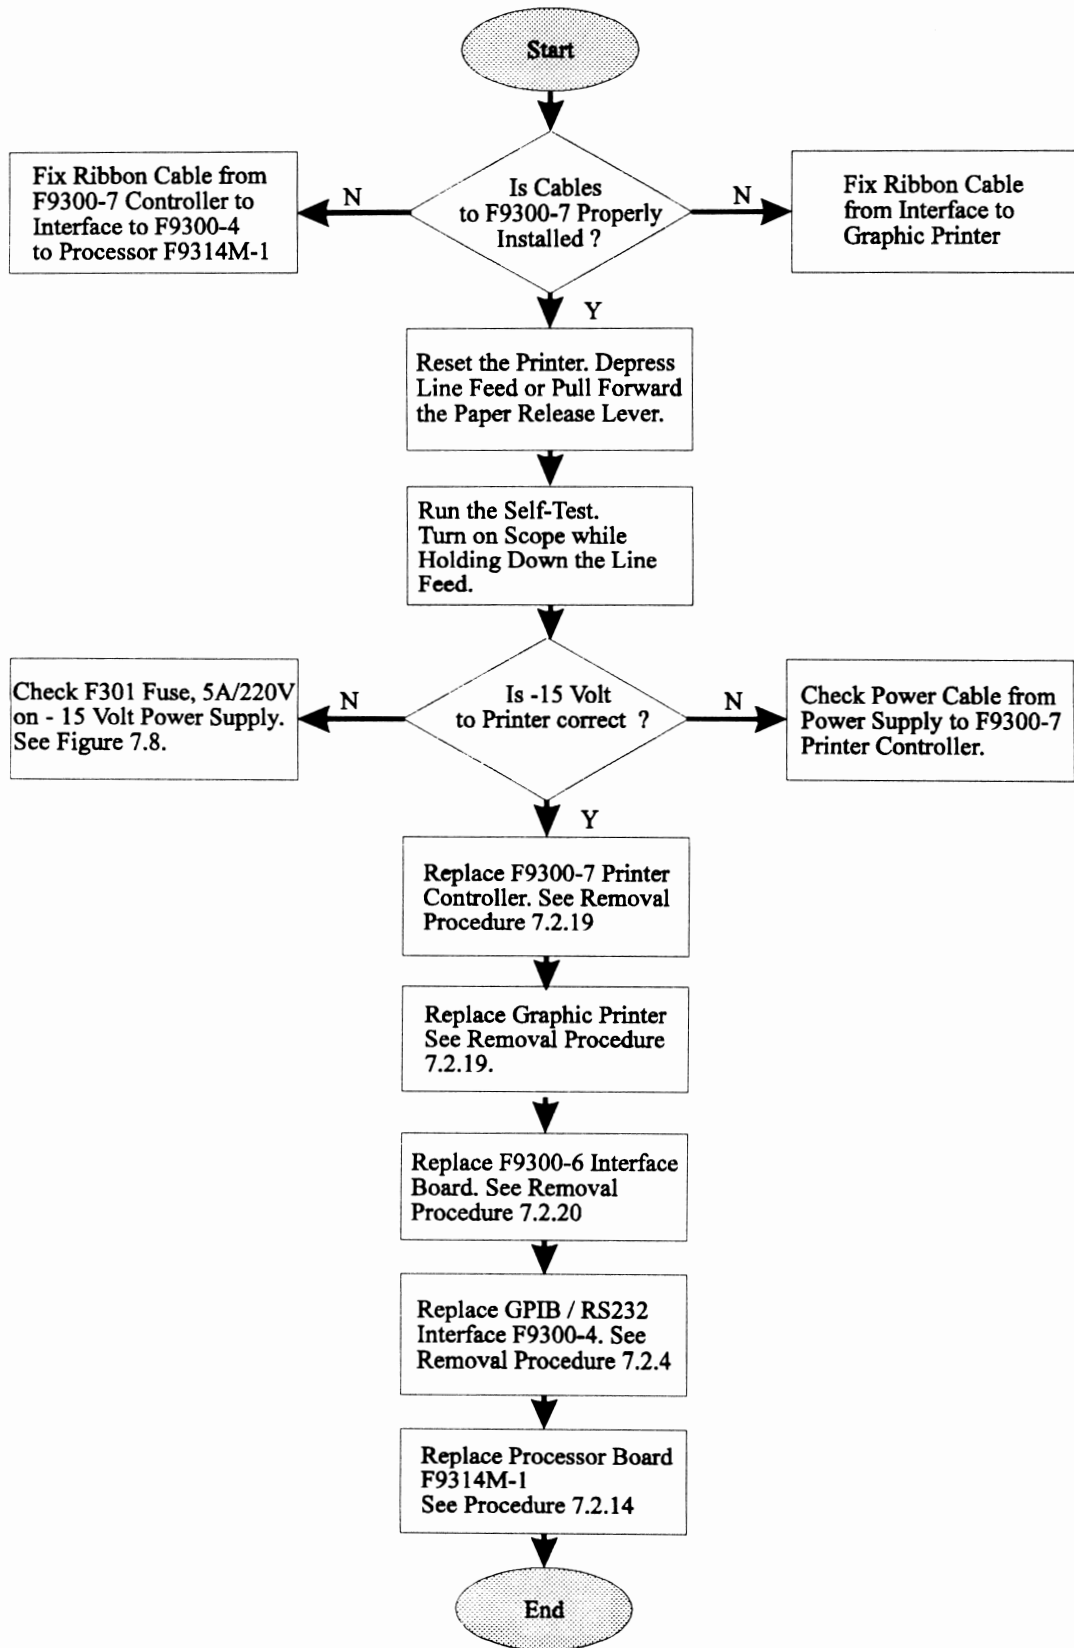 Start
Is Cables
to F9300-7 Properly
Installed ?
N
Fix Ribbon Cable from
F9300-7 Controller to
Interface to F9300-4
to Processor F9314M-1
N
Fix Ribbon Cable
from Interface to
Graphic Printer
Y
Reset the Printer. Depress
Line Feed or Pull Forward
the Paper Release Lever.
Run the Self-Test.
Turn on Scope while
Holding Down the Line
Feed.
Is -15 Volt
to Printer correct ?
N
Check F301 Fuse, 5A/220V
on - 15 Volt Power Supply.
See Figure 7.8.
N
Check Power Cable from
Power Supply to F9300-7
Printer Controller.
Y
Replace F9300-7 Printer
Controller. See Removal
Procedure 7.2.19
Replace Graphic Printer
See Removal Procedure
7.2.19.
Replace F9300-6 Interface
Board. See Removal
Procedure 7.2.20
Replace GPIB / RS232
Interface F9300-4. See
Removal Procedure 7.2.4
Replace Processor Board
F9314M-1
See Procedure 7.2.14
End